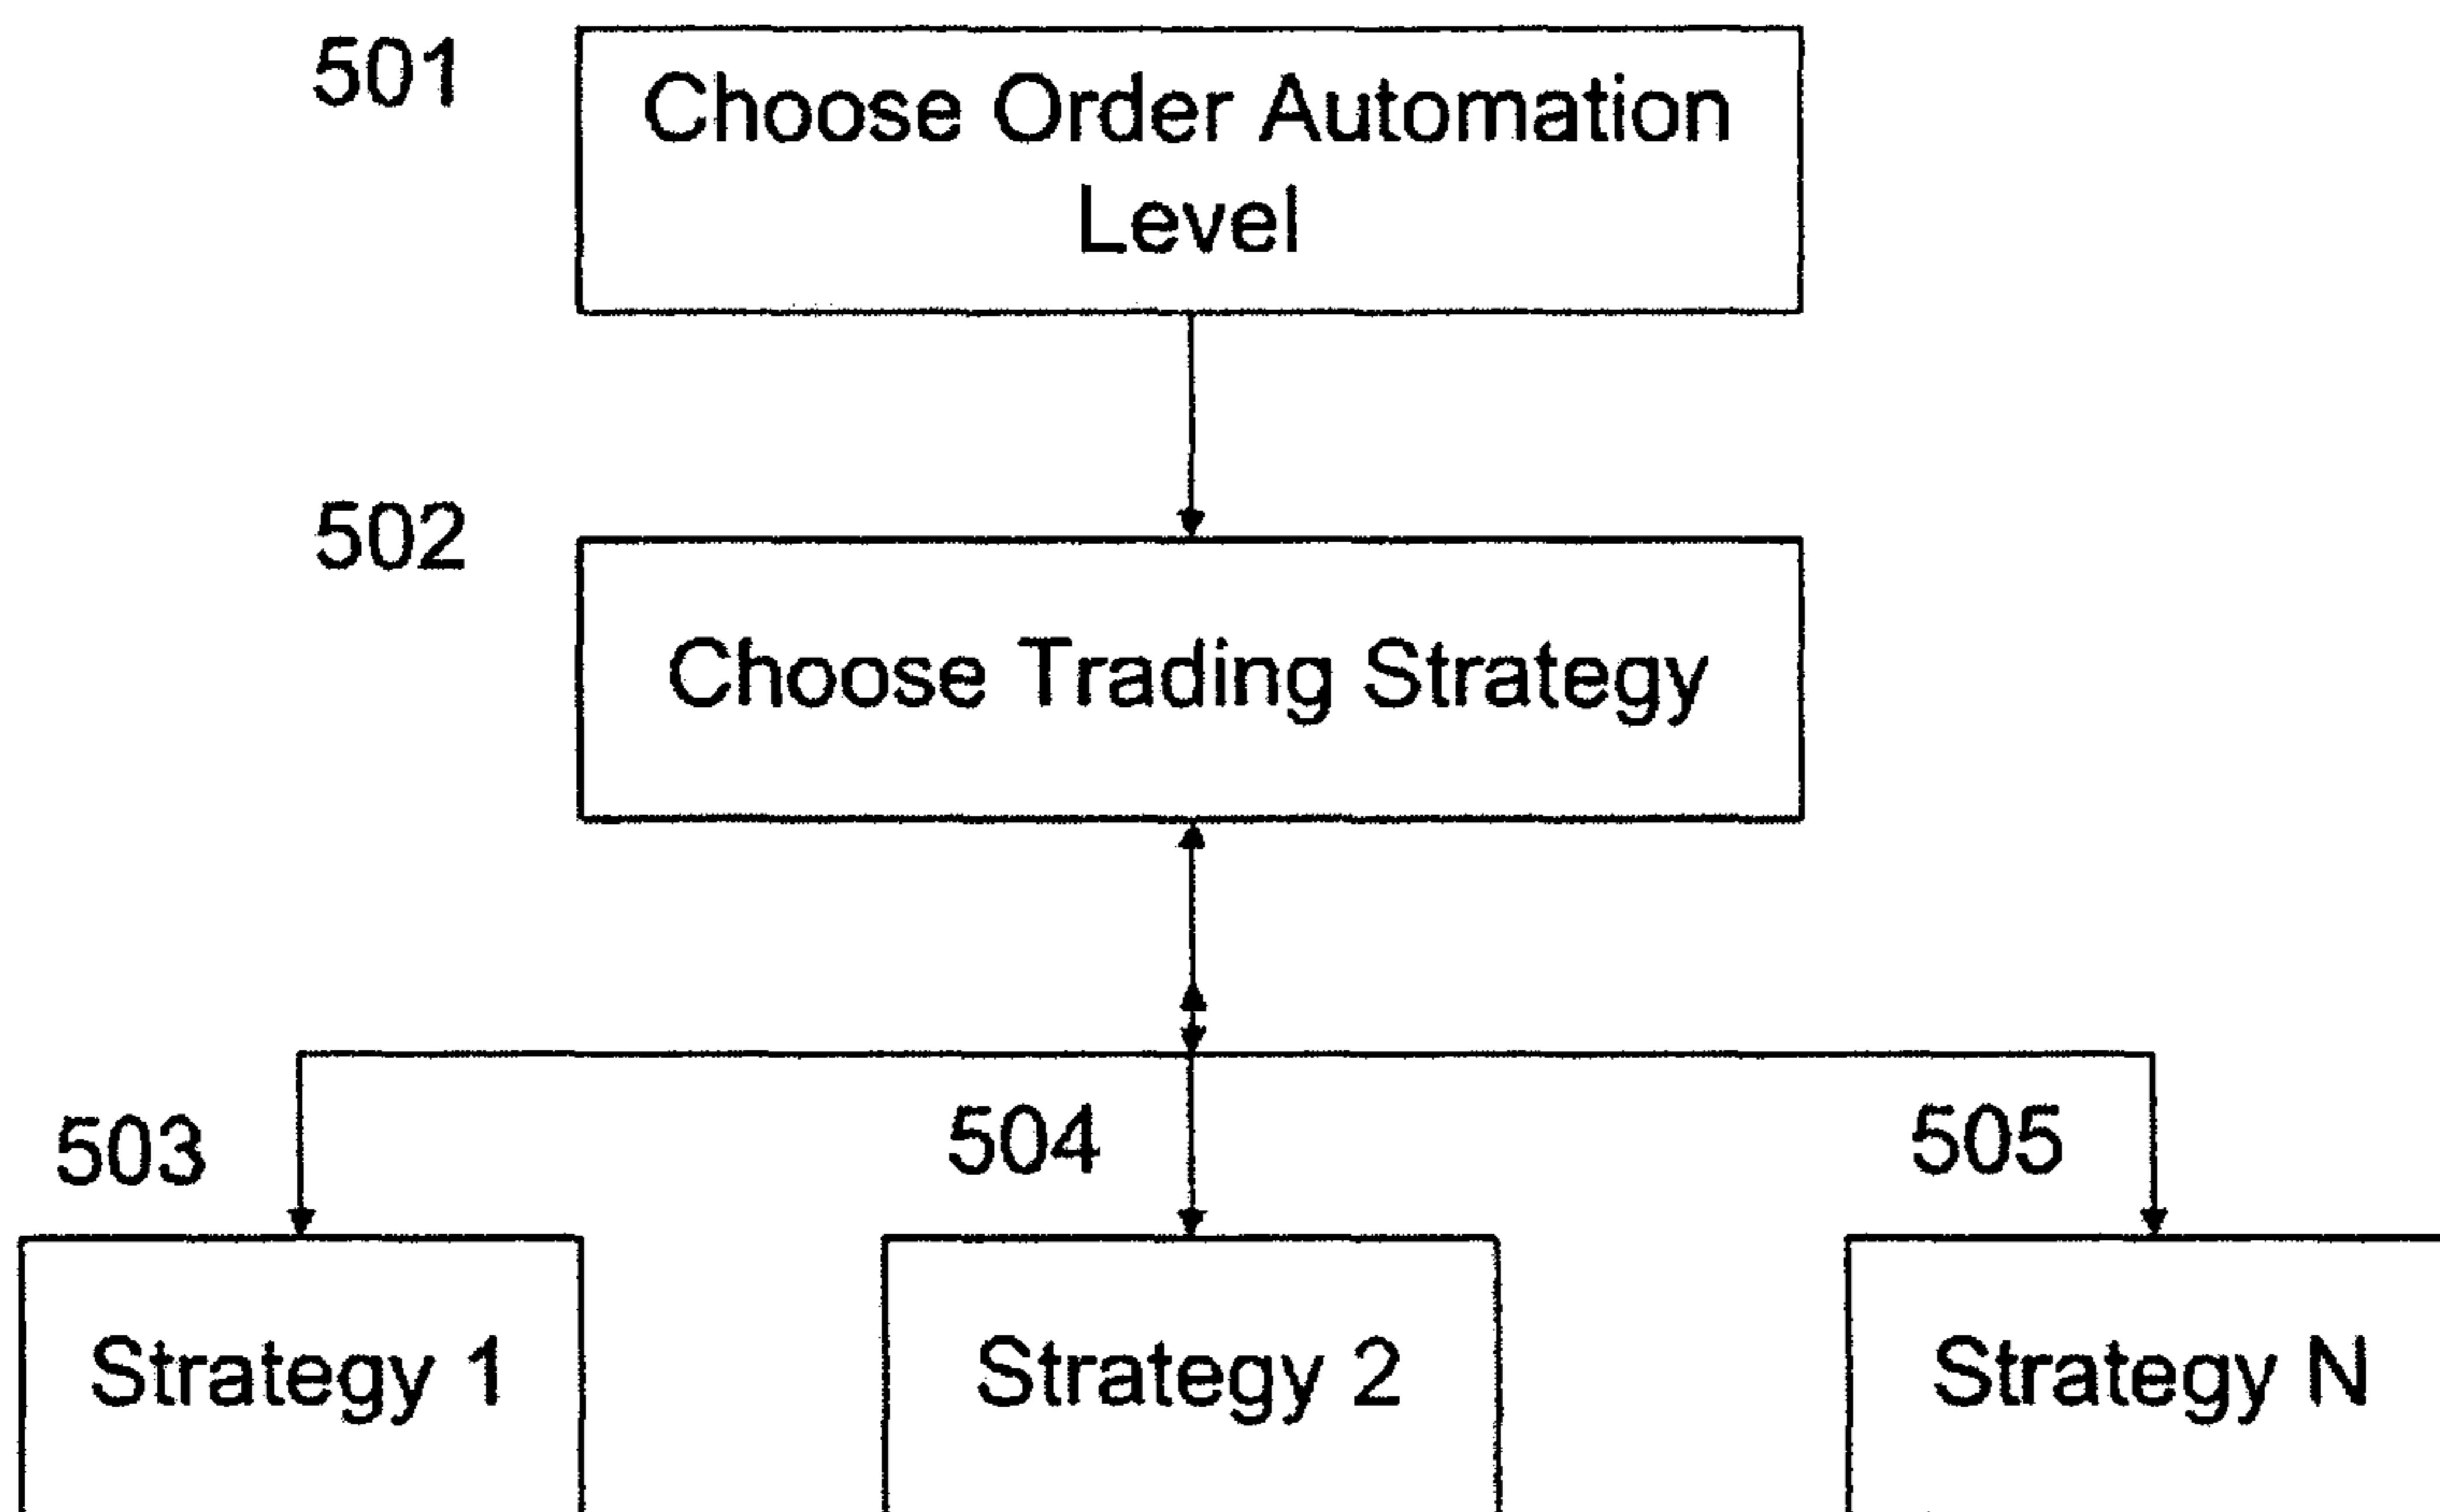 501
Choose Order Automation
Level
502
Choose Trading Strategy
503
504
505
Strategy 1
Strategy 2
Strategy N